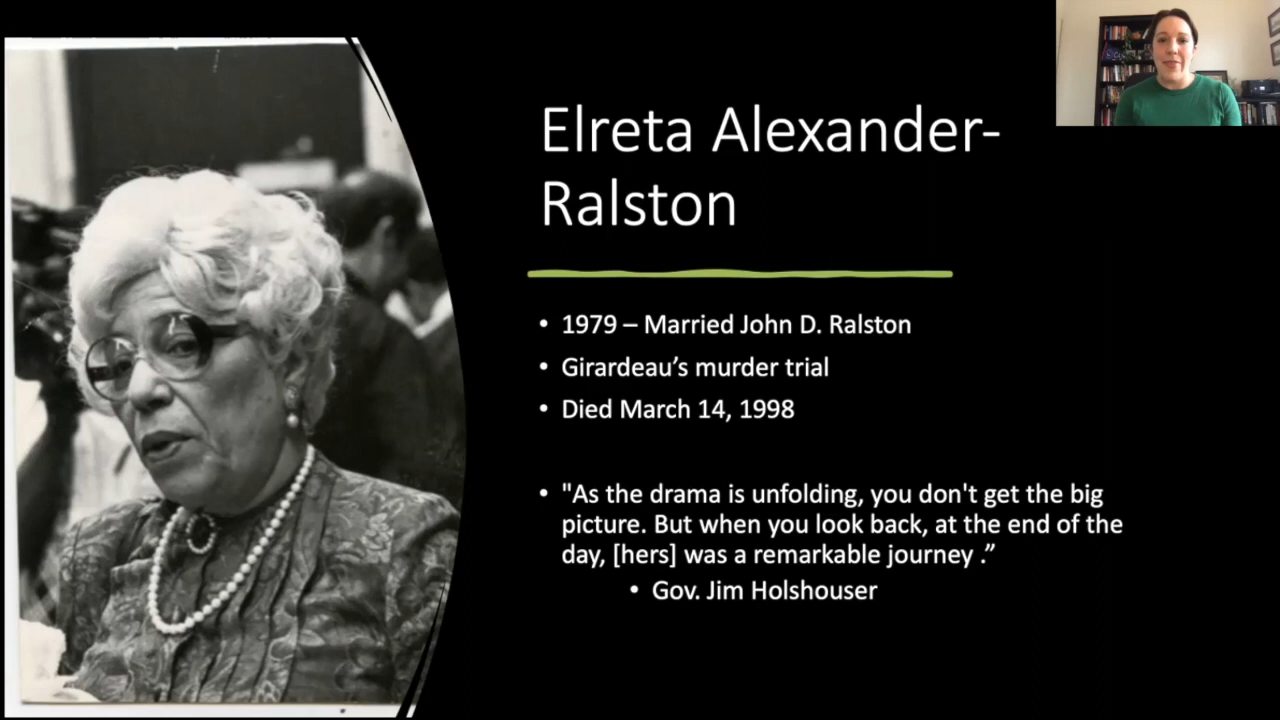 Elreta Alexander-
Ralston
• 1979 – Married John D. Ralston
• Girardeau’s murder trial
• Died March 14, 1998
• "As the drama is unfolding, you don't get the big
picture. But when you look back, at the end of the
day, [hers] was a remarkable journey .”
• Gov. Jim Holshouser